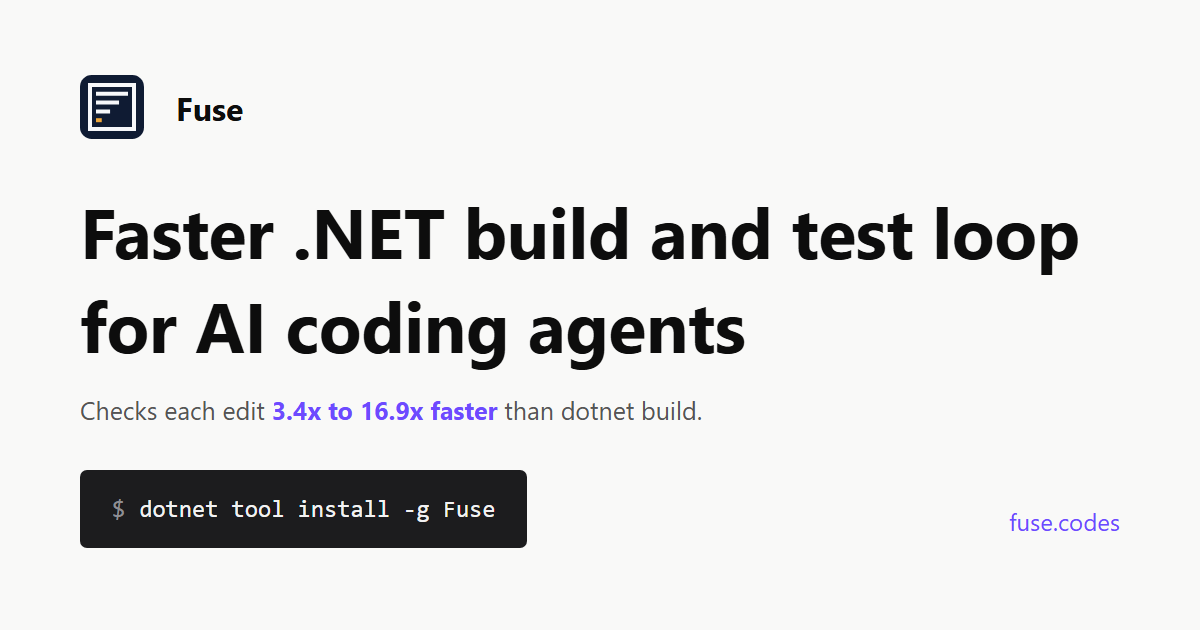 Fuse
Faster .NET build and test loop
for AI coding agents
Checks each edit 3.4x to 16.9x faster than dotnet build.
$ dotnet tool install -g Fuse
fuse.codes